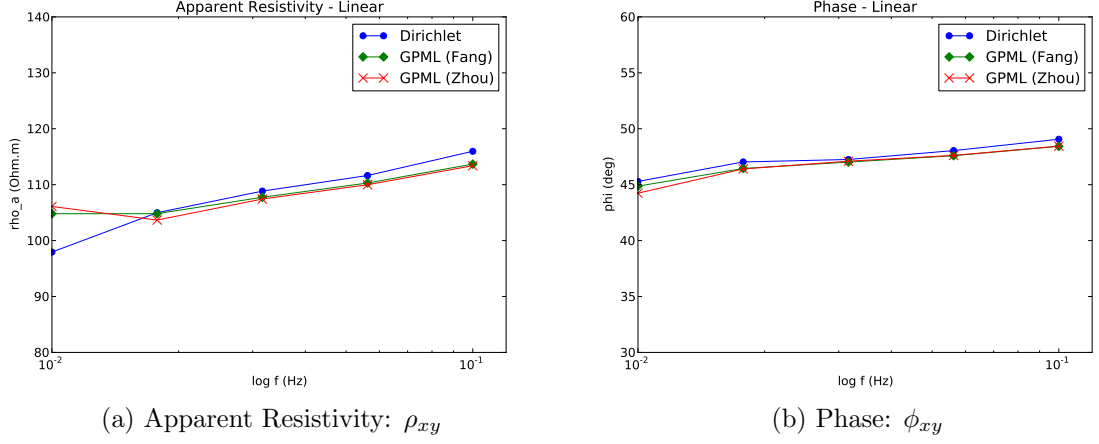 Apparent Resistivity - Linear
140
130
120
110
100
90
80
rho_a (Ohm.m)
10^-2
10^-1
log f (Hz)
Dirichlet
GPML (Fang)
GPML (Zhou)
(a) Apparent Resistivity: ρxy
Phase - Linear
60
55
50
45
40
35
30
phi (deg)
10^-2
10^-1
log f (Hz)
Dirichlet
GPML (Fang)
GPML (Zhou)
(b) Phase: ϕxy